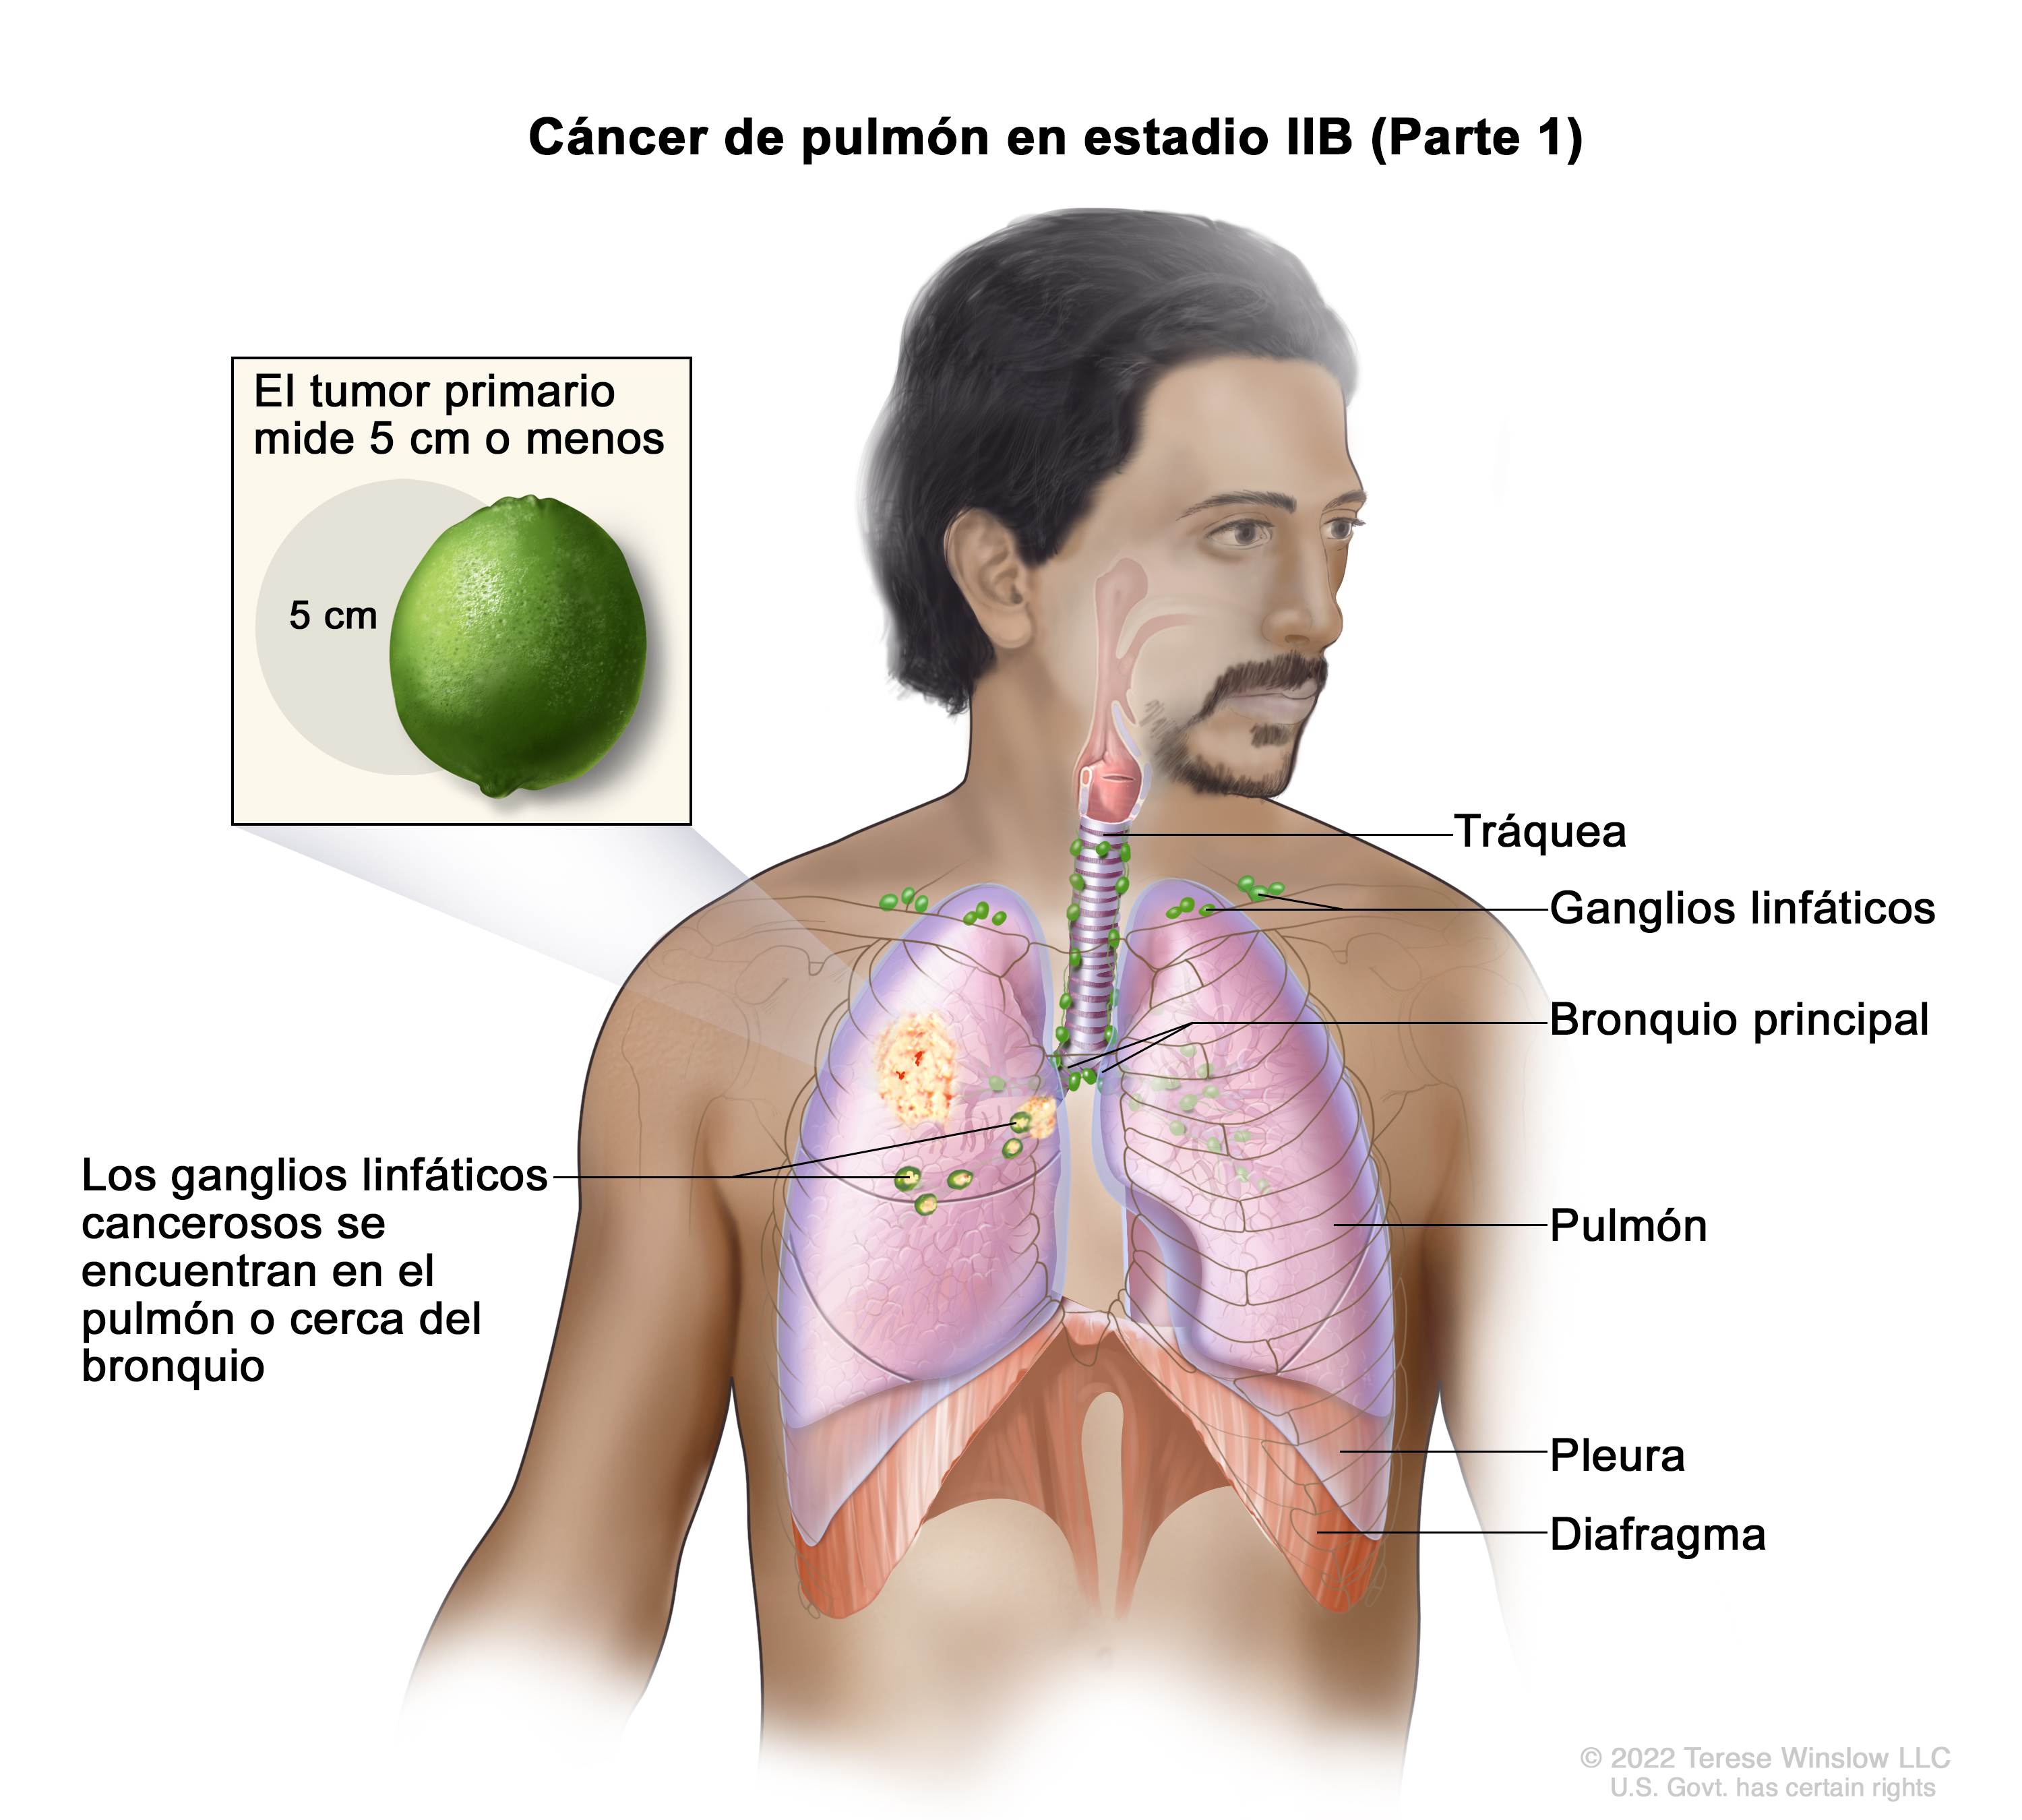 Cáncer de pulmón en estadio IIB (Parte 1)
El tumor primario
mide 5 cm o menos
5 cm
Tráquea
Ganglios linfáticos
Bronquio principal
Los ganglios linfáticos
cancerosos se
encuentran en el
pulmón o cerca del
bronquio
Pulmón
Pleura
Diafragma
© 2022 Terese Winslow LLC
U.S. Govt. has certain rights